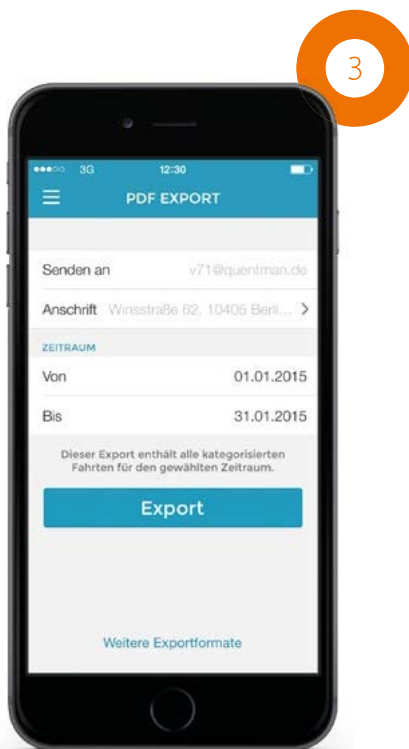 3
3G 12:30
PDF EXPORT
Senden an v71@quentman.de
Anschrift Winsstraße 62, 10405 Berli... >
ZEITRAUM
Von 01.01.2015
Bis 31.01.2015
Dieser Export enthält alle kategorisierten
Fahrten für den gewählten Zeitraum.
Export
Weitere Exportformate